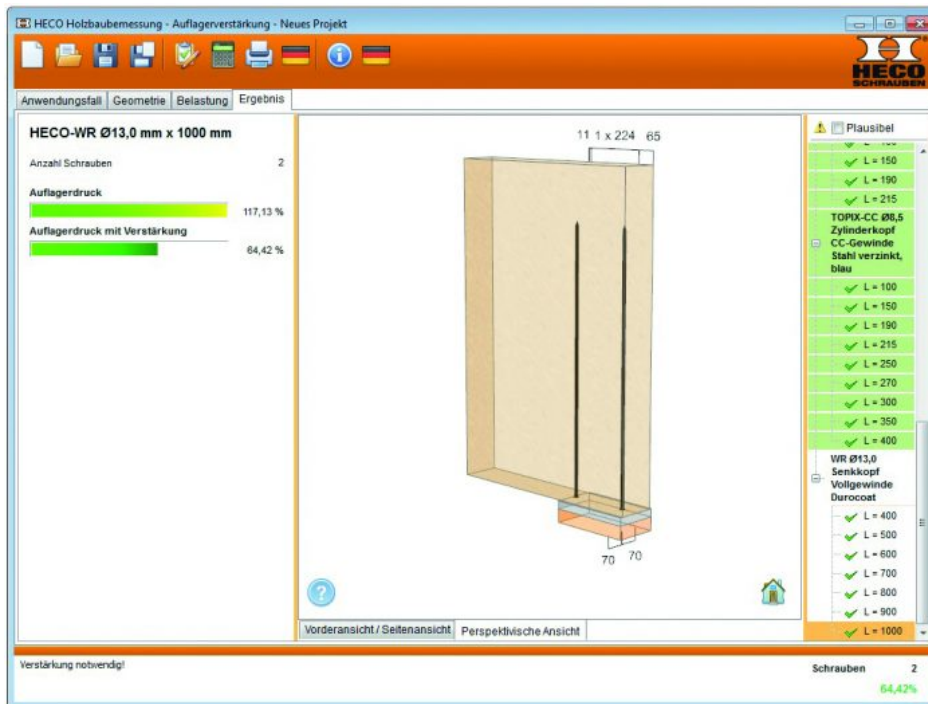 HECO Holzbaubemessung - Auflagerverstärkung - Neues Projekt
HECO
SCHRAUBEN
Anwendungsfall Geometrie Belastung Ergebnis
HECO-WR Ø13,0 mm x 1000 mm
Anzahl Schrauben 2
Auflagerdruck
117,13 %
Auflagerdruck mit Verstärkung
64,42 %
11 1 x 224 65
70 70
Vorderansicht / Seitenansicht Perspektivische Ansicht
Plausibel
L = 150
L = 190
L = 215
TOPIX-CC Ø8,5
Zylinderkopf
CC-Gewinde
Stahl verzinkt,
blau
L = 100
L = 150
L = 190
L = 215
L = 250
L = 270
L = 300
L = 350
L = 400
WR Ø13,0
Senkkopf
Vollgewinde
Durocoat
L = 400
L = 500
L = 600
L = 700
L = 800
L = 900
L = 1000
Verstärkung notwendig!
Schrauben 2
64,42%